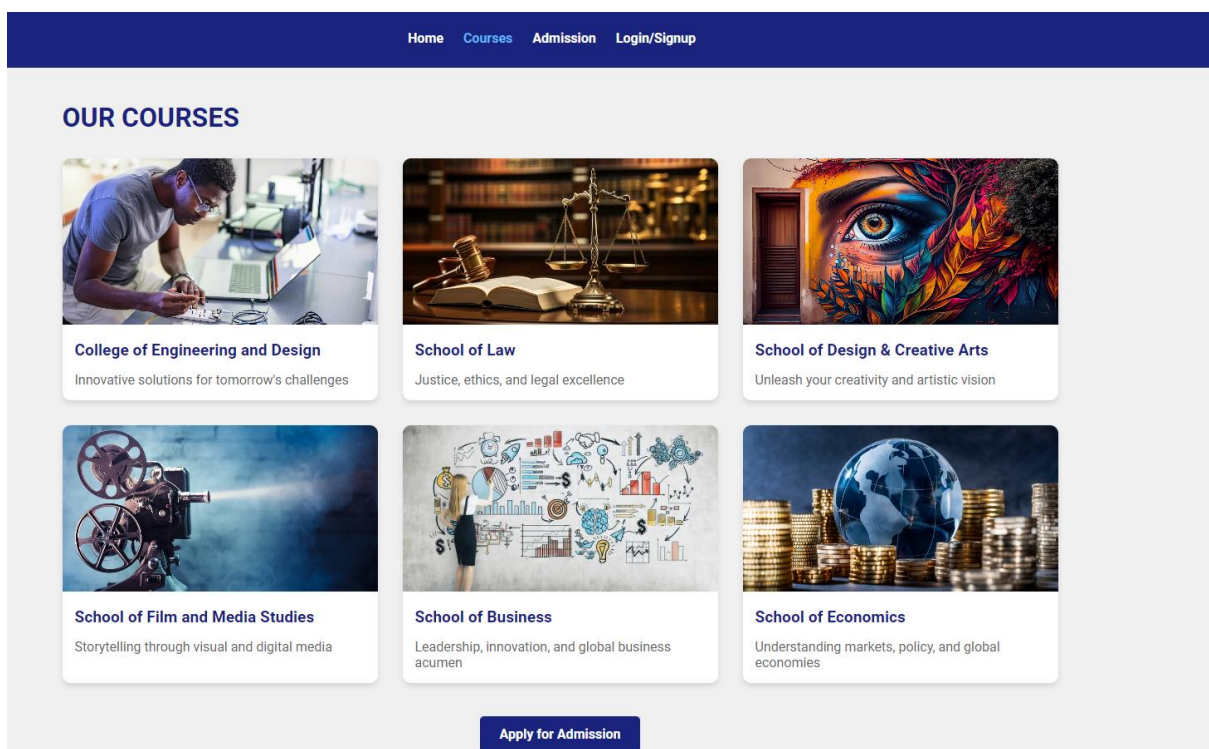 Home Courses Admission Login/Signup
OUR COURSES
College of Engineering and Design
Innovative solutions for tomorrow's challenges
School of Law
Justice, ethics, and legal excellence
School of Design & Creative Arts
Unleash your creativity and artistic vision
$
$
$
$
School of Film and Media Studies
Storytelling through visual and digital media
School of Business
Leadership, innovation, and global business
acumen
School of Economics
Understanding markets, policy, and global
economies
Apply for Admission